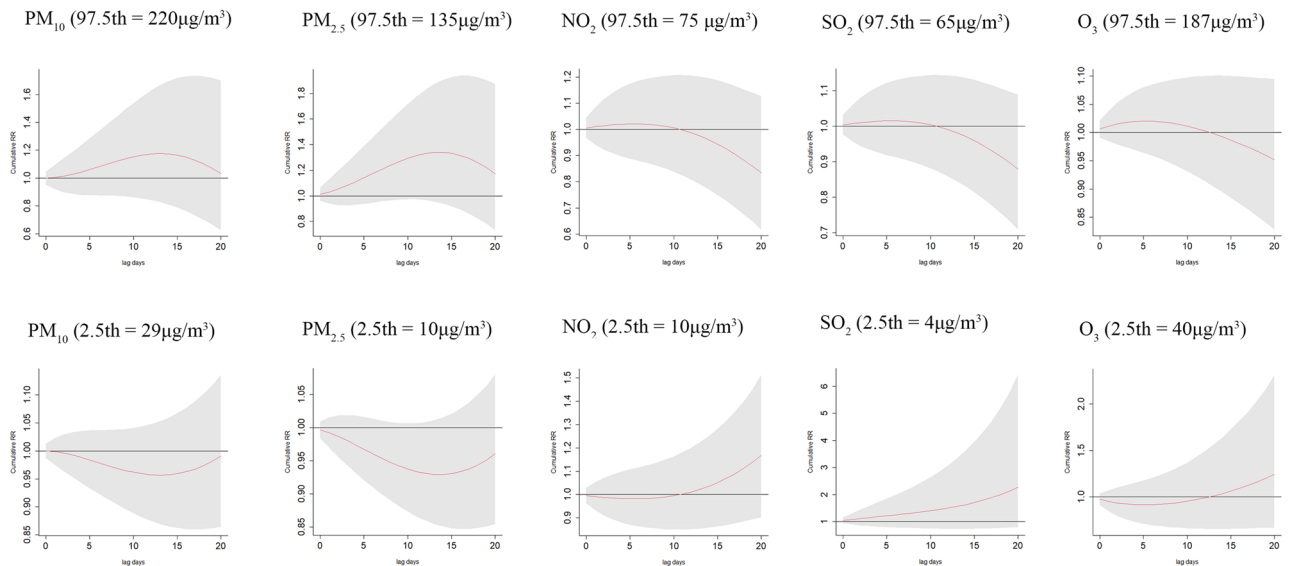 PM₁₀ (97.5th = 220μg/m³)
PM₂.₅ (97.5th = 135μg/m³)
NO₂ (97.5th = 75 μg/m³)
SO₂ (97.5th = 65μg/m³)
O₃ (97.5th = 187μg/m³)
Cumulative RR
0.6 0.8 1.0 1.2 1.4 1.6
0 5 10 15 20
lag days
Cumulative RR
0.8 1.0 1.2 1.4 1.6 1.8
0 5 10 15 20
lag days
Cumulative RR
0.6 0.7 0.8 0.9 1.0 1.1 1.2
0 5 10 15 20
lag days
Cumulative RR
0.7 0.8 0.9 1.0 1.1
0 5 10 15 20
lag days
Cumulative RR
0.85 0.90 0.95 1.00 1.05 1.10
0 5 10 15 20
lag days
PM₁₀ (2.5th = 29μg/m³)
PM₂.₅ (2.5th = 10μg/m³)
NO₂ (2.5th = 10μg/m³)
SO₂ (2.5th = 4μg/m³)
O₃ (2.5th = 40μg/m³)
Cumulative RR
0.85 0.90 0.95 1.00 1.05 1.10
0 5 10 15 20
lag days
Cumulative RR
0.85 0.90 0.95 1.00 1.05
0 5 10 15 20
lag days
Cumulative RR
0.9 1.0 1.1 1.2 1.3 1.4 1.5
0 5 10 15 20
lag days
Cumulative RR
1 2 3 4 5 6
0 5 10 15 20
lag days
Cumulative RR
1.0 1.5 2.0
0 5 10 15 20
lag days